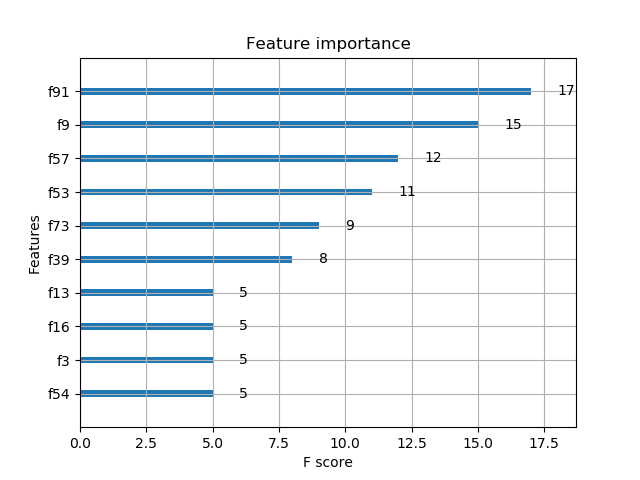 Feature importance
f91 17
f9 15
f57 12
f53 11
f73 9
f39 8
f13 5
f16 5
f3 5
f54 5
Features
0.0 2.5 5.0 7.5 10.0 12.5 15.0 17.5
F score